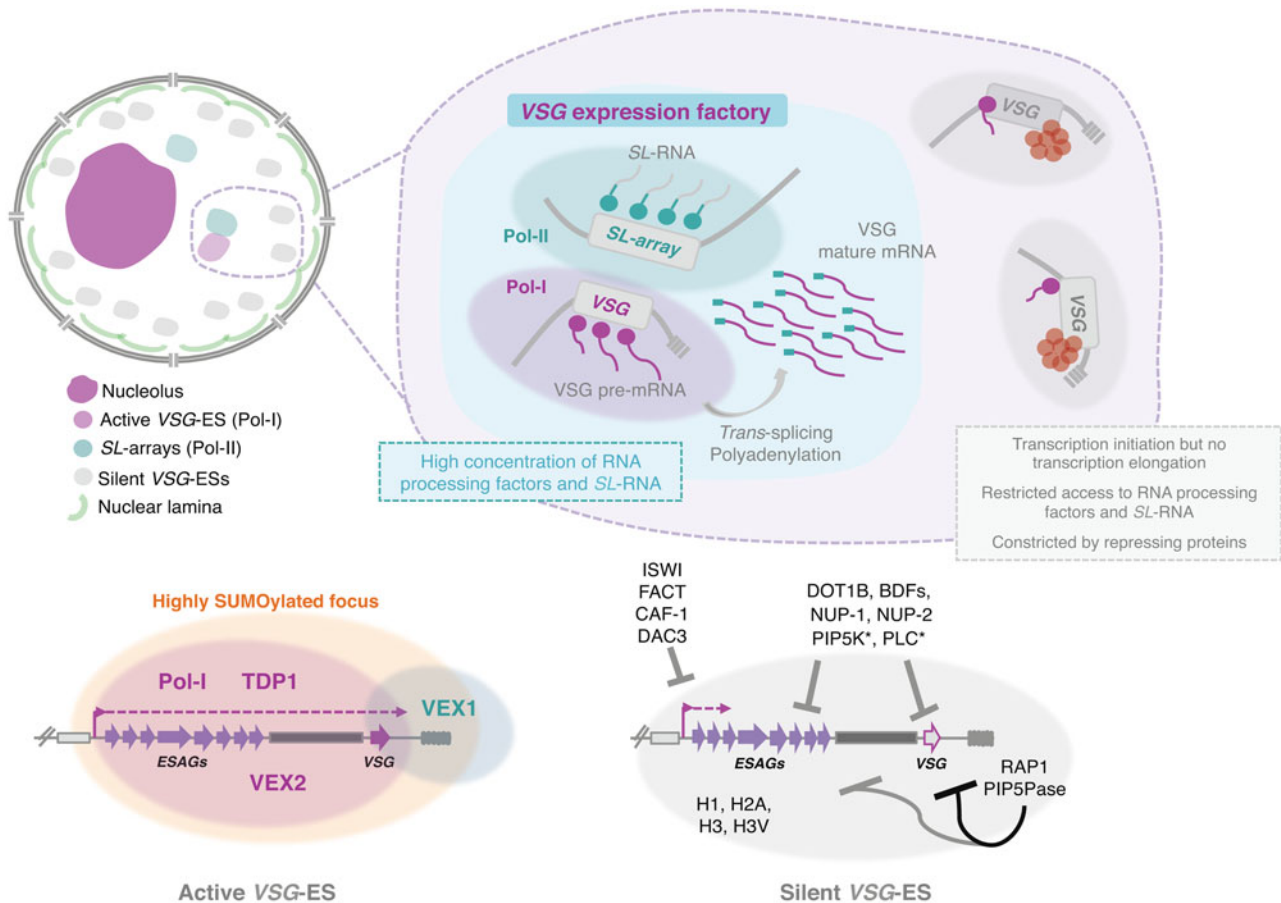 VSG expression factory
SL-RNA
Pol-II
SL-array
Pol-I
VSG
VSG pre-mRNA
VSG
mature mRNA
Trans-splicing
Polyadenylation
High concentration of RNA
processing factors and SL-RNA
VSG
VSG
Transcription initiation but no
transcription elongation
Restricted access to RNA processing
factors and SL-RNA
Constricted by repressing proteins
Nucleolus
Active VSG-ES (Pol-I)
SL-arrays (Pol-II)
Silent VSG-ESs
Nuclear lamina
Highly SUMOylated focus
Pol-I TDP1
VEX1
ESAGs
VSG
VEX2
Active VSG-ES
ISWI
FACT
CAF-1
DAC3
DOT1B, BDFs,
NUP-1, NUP-2
PIP5K*, PLC*
ESAGs
VSG
H1, H2A,
H3, H3V
RAP1
PIP5Pase
Silent VSG-ES